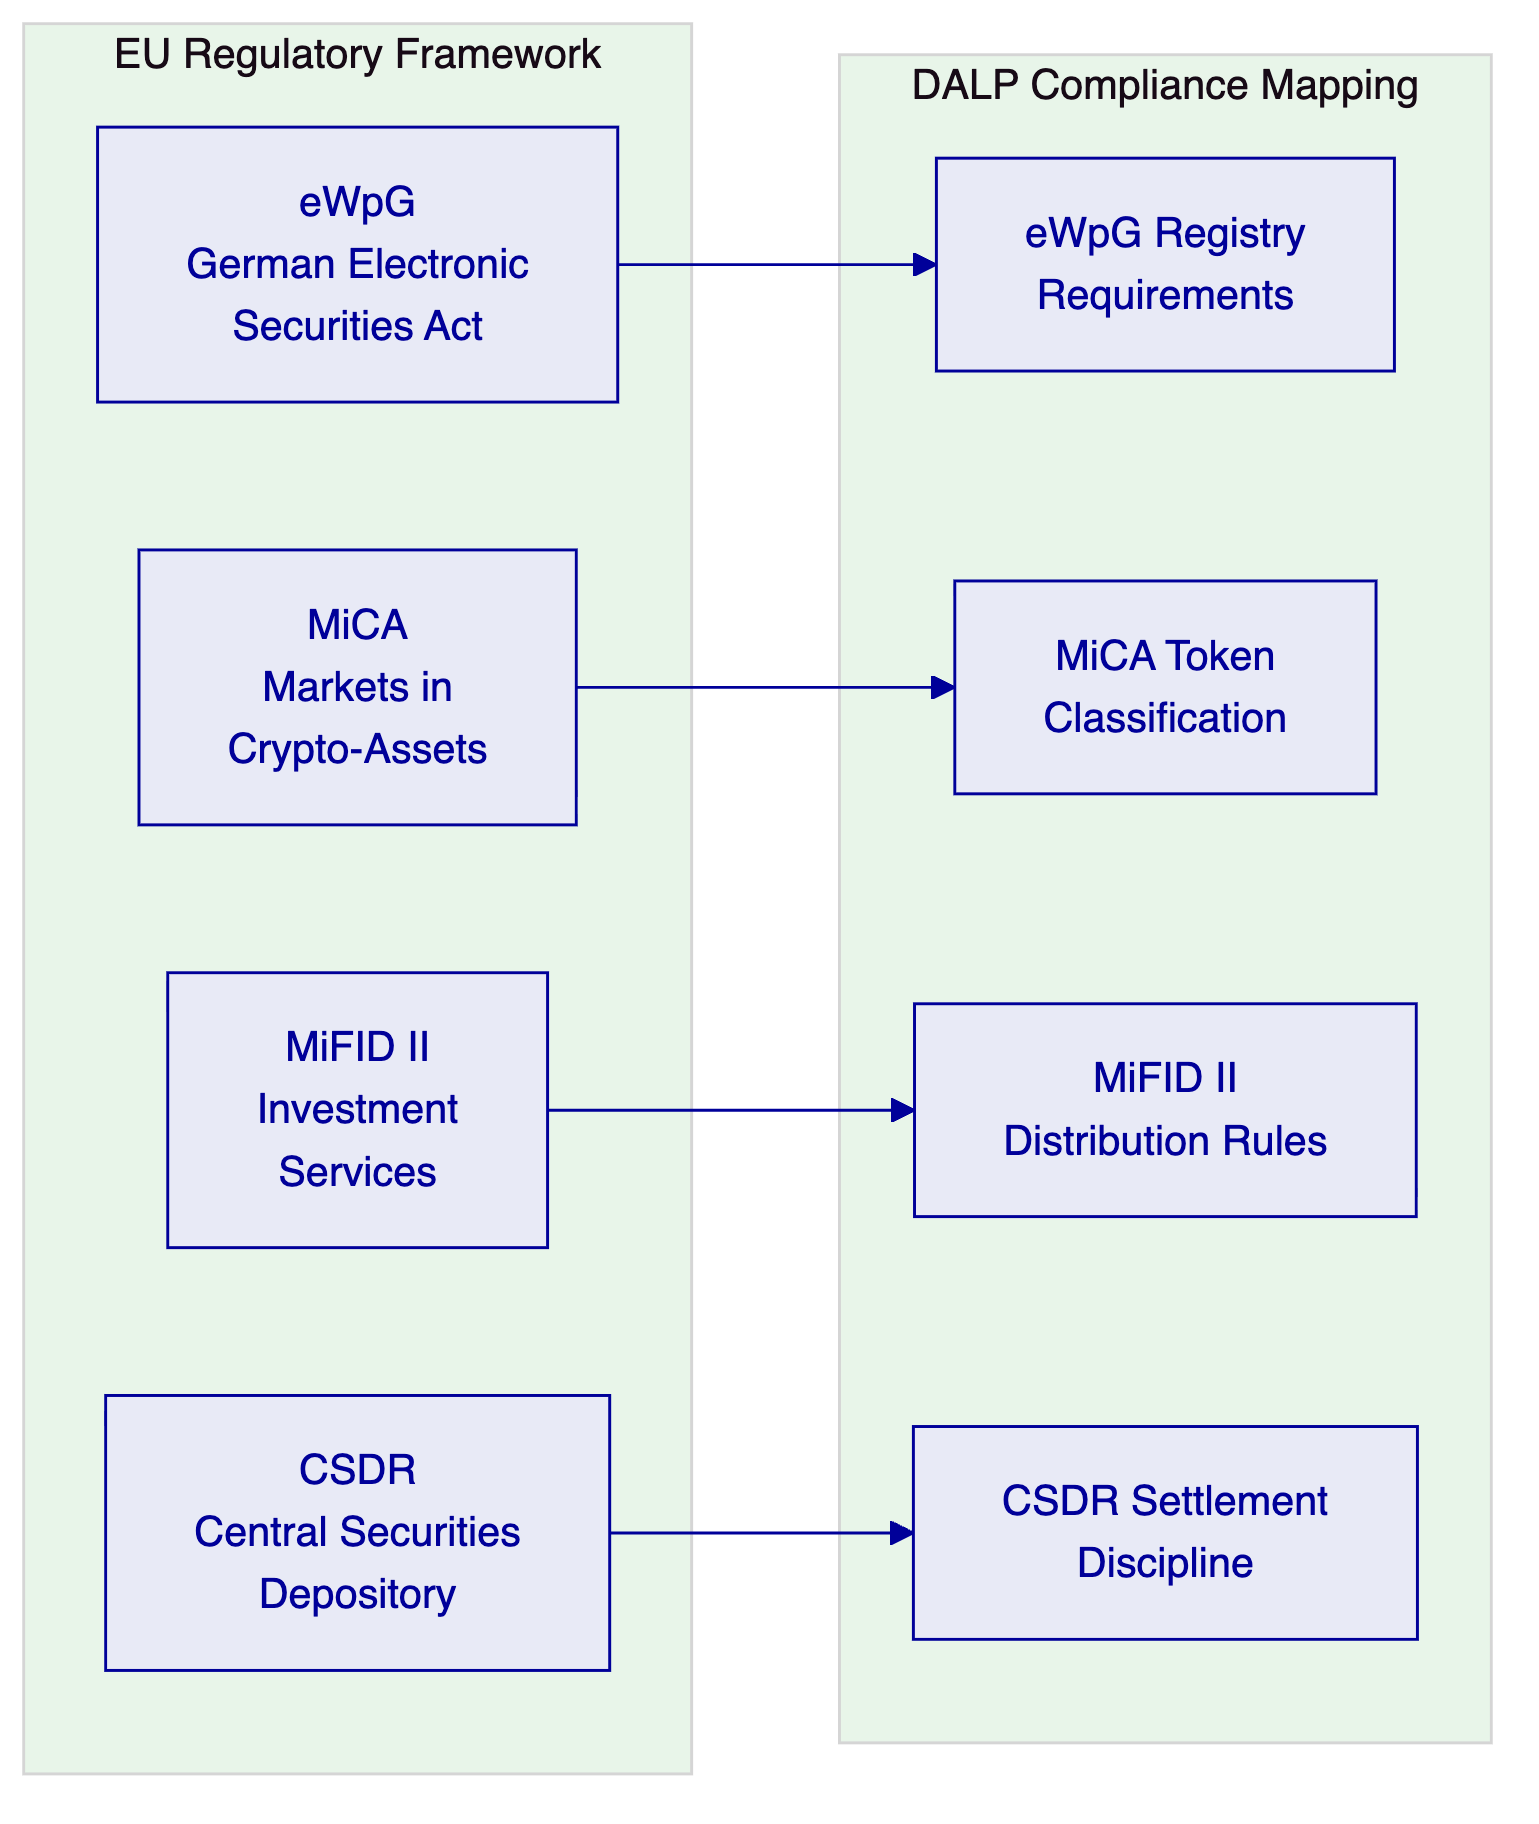 EU Regulatory Framework
eWpG
German Electronic
Securities Act
MiCA
Markets in
Crypto-Assets
MiFID II
Investment
Services
CSDR
Central Securities
Depository
DALP Compliance Mapping
eWpG Registry
Requirements
MiCA Token
Classification
MiFID II
Distribution Rules
CSDR Settlement
Discipline